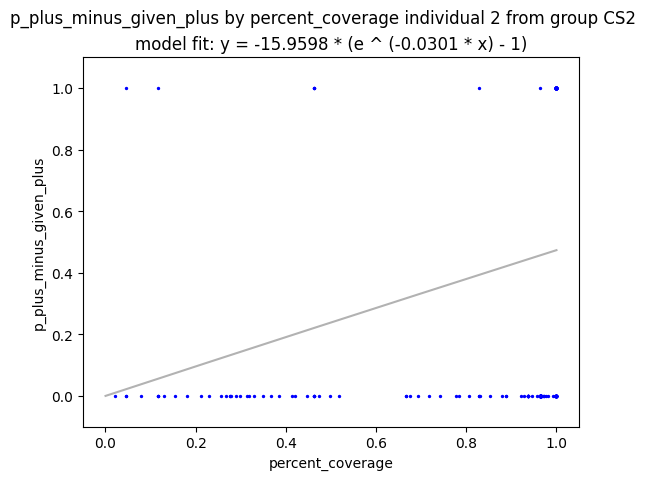 p_plus_minus_given_plus by percent_coverage individual 2 from group CS2
model fit: y = -15.9598 * (e ^ (-0.0301 * x) - 1)
p_plus_minus_given_plus
1.0
0.8
0.6
0.4
0.2
0.0
0.0 0.2 0.4 0.6 0.8 1.0
percent_coverage